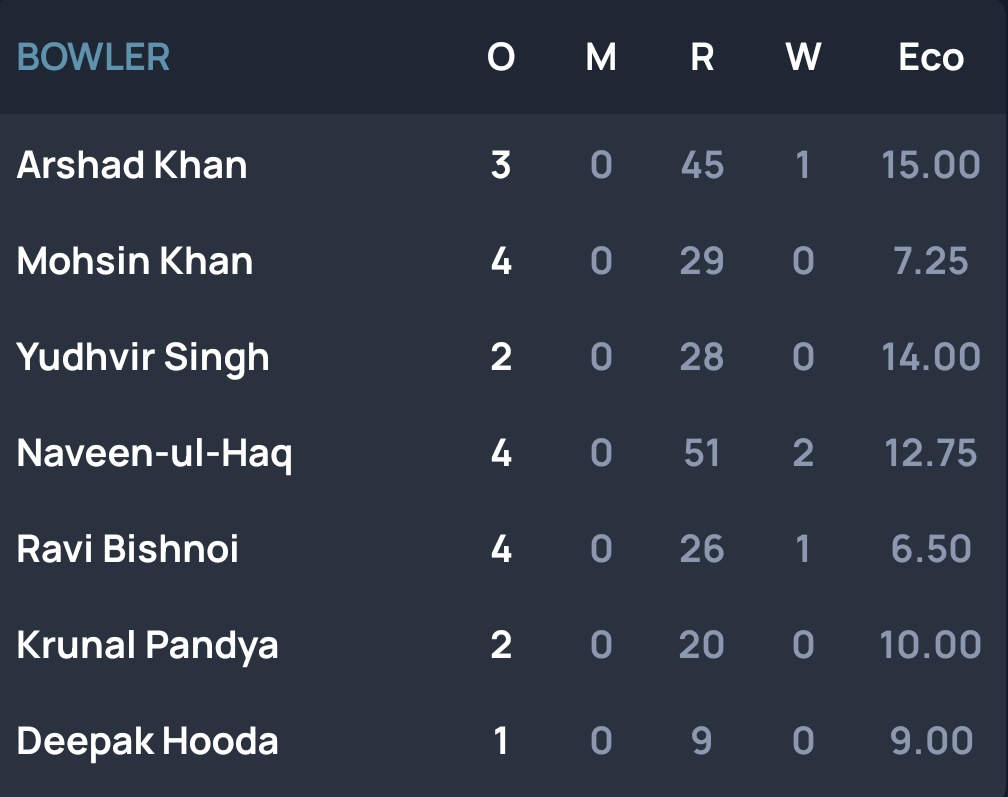 BOWLER O M R W Eco
Arshad Khan 3 0 45 1 15.00
Mohsin Khan 4 0 29 0 7.25
Yudhvir Singh 2 0 28 0 14.00
Naveen-ul-Haq 4 0 51 2 12.75
Ravi Bishnoi 4 0 26 1 6.50
Krunal Pandya 2 0 20 0 10.00
Deepak Hooda 1 0 9 0 9.00